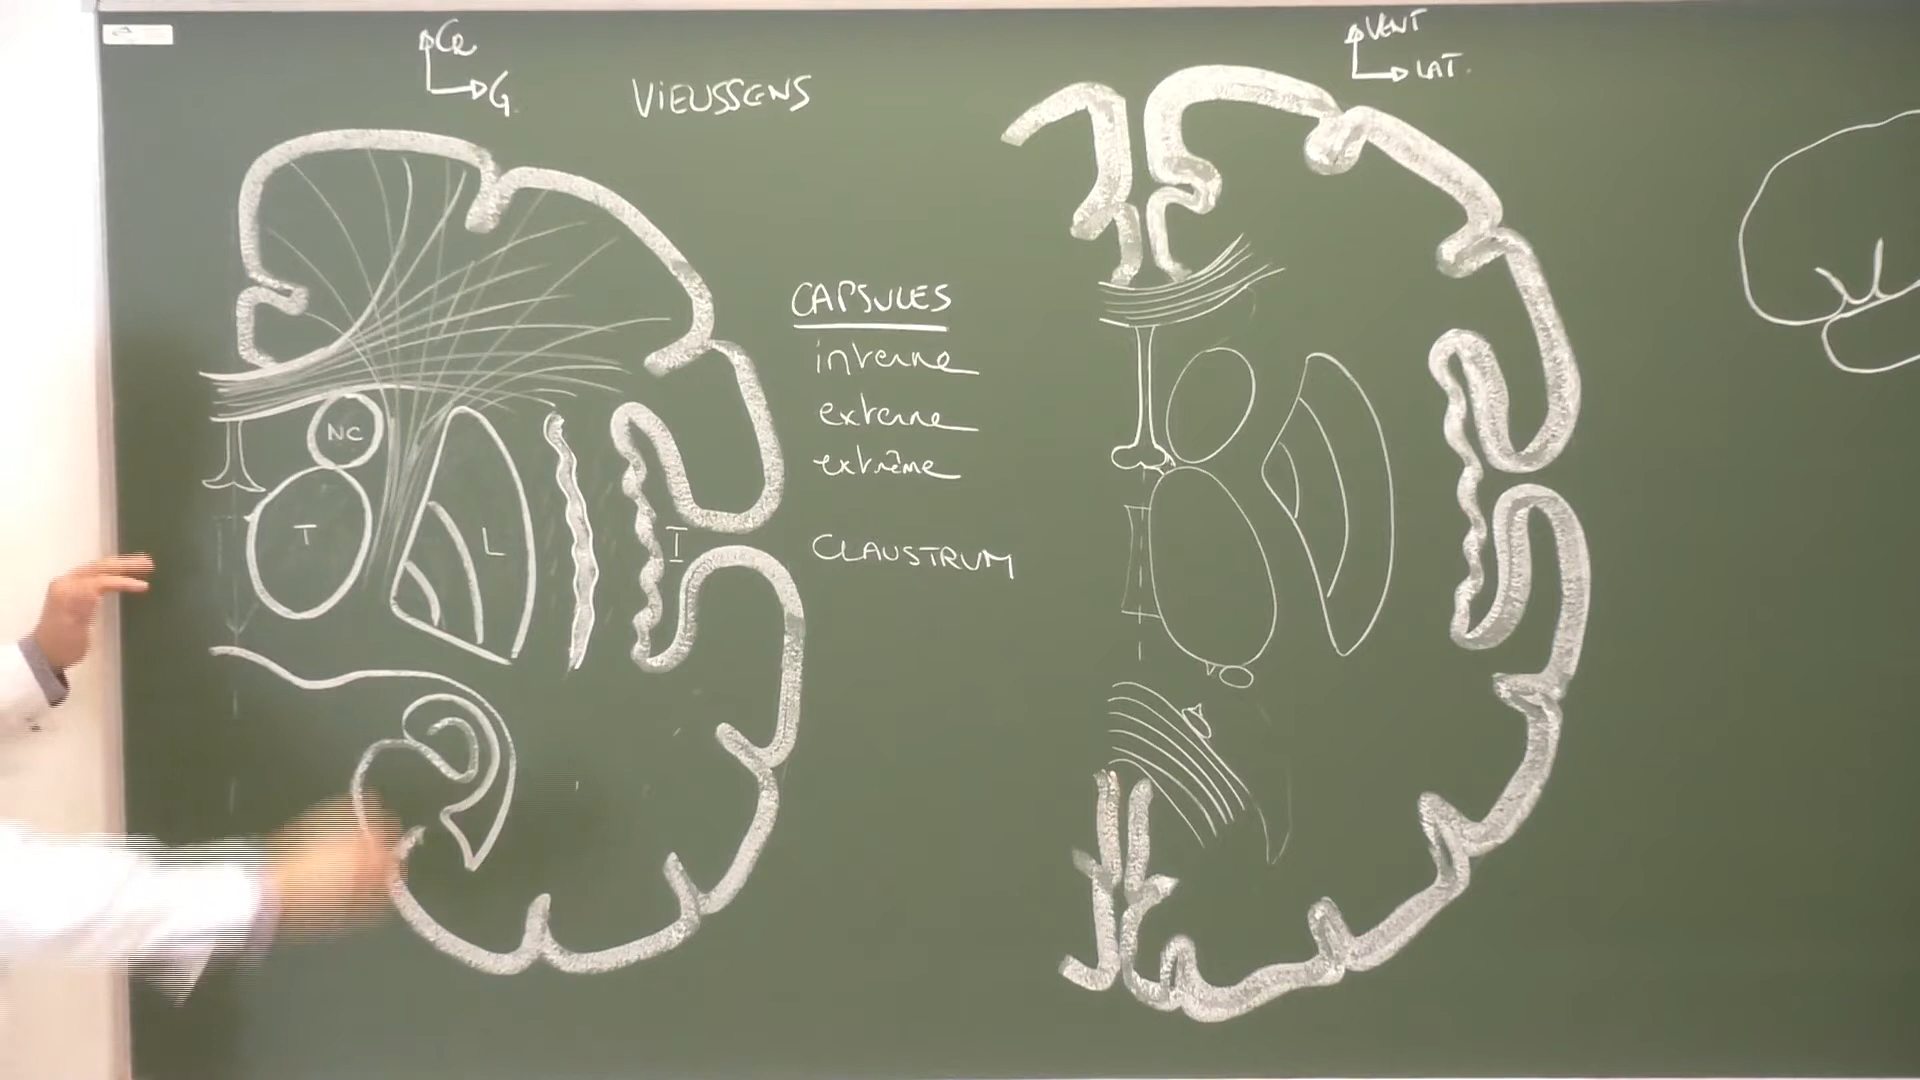 CR
G
VIEUSSENS
VENT
LAT.
CAPSULES
interne
externe
extrême
CLAUSTRUM
NC
T
L
I